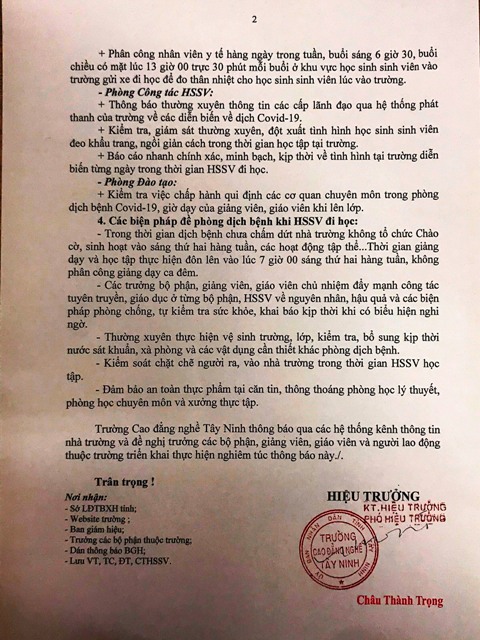 2
+ Phân công nhân viên y tế hàng ngày trong tuần, buổi sáng 6 giờ 30, buổi
chiều có mặt lúc 13 giờ 00 trực 30 phút mỗi buổi ở khu vực học sinh sinh viên vào
trường gửi xe đi học để đo thân nhiệt cho học sinh sinh viên lúc vào trường.
- Phòng Công tác HSSV:
+ Thông báo thường xuyên thông tin các cấp lãnh đạo qua hệ thống phát
thanh của trường về các diễn biến về dịch Covid-19.
+ Kiểm tra, giám sát thường xuyên, đột xuất tình hình học sinh sinh viên
đeo khẩu trang, ngồi giản cách trong thời gian học tập tại trường.
+ Báo cáo nhanh chính xác, minh bạch, kịp thời về tình hình tại trường diễn
biến từng ngày trong thời gian HSSV đi học.
- Phòng Đào tạo:
+ Kiểm tra việc chấp hành qui định các cơ quan chuyên môn trong phòng
dịch bệnh Covid-19, giờ dạy của giảng viên, giáo viên khi lên lớp.
4. Các biện pháp để phòng dịch bệnh khi HSSV đi học:
- Trong thời gian dịch bệnh chưa chấm dứt nhà trường không tổ chức Chào
cờ, sinh hoạt vào sáng thứ hai hàng tuần, các hoạt động tập thể...Thời gian giảng
dạy và học tập thực hiện đôn lên vào lúc 7 giờ 00 sáng thứ hai hàng tuần, không
phân công giảng dạy ca đêm.
- Các trưởng bộ phận, giảng viên, giáo viên chủ nhiệm đẩy mạnh công tác
tuyên truyền, giáo dục ở từng bộ phận, HSSV về nguyên nhân, hậu quả và các biện
pháp phòng chống, tự kiểm tra sức khỏe, khai báo kịp thời khi có biểu hiện nghi
ngờ.
- Thường xuyên thực hiện vệ sinh trường, lớp, kiểm tra, bổ sung kịp thời
nước sát khuẩn, xà phòng và các vật dụng cần thiết khác phòng dịch bệnh.
- Kiểm soát chặt chẽ người ra, vào nhà trường trong thời gian HSSV học
tập.
- Đảm bảo an toàn thực phẩm tại căn tin, thông thoáng phòng học lý thuyết,
phòng học chuyên môn và xưởng thực tập.
Trường Cao đẳng nghề Tây Ninh thông báo qua các hệ thống kênh thông tin
nhà trường và đề nghị trưởng các bộ phận, giảng viên, giáo viên và người lao động
thuộc trường triển khai thực hiện nghiêm túc thông báo này./.
Trân trọng !
Nơi nhận:
- Sở LĐTBXH tỉnh;
- Website trường ;
- Ban giám hiệu;
- Trưởng các bộ phận thuộc trường;
- Dán thông báo BGH;
- Lưu VT, TC, ĐT, CTHSSV.
HIỆU TRƯỞNG
KT.HIỆU TRƯỞNG
PHÓ HIỆU TRƯỞNG
ỦY BAN NHÂN DÂN TỈNH TÂY NINH
TRƯỜNG
CAO ĐẲNG NGHỀ
TÂY NINH
Châu Thành Trọng